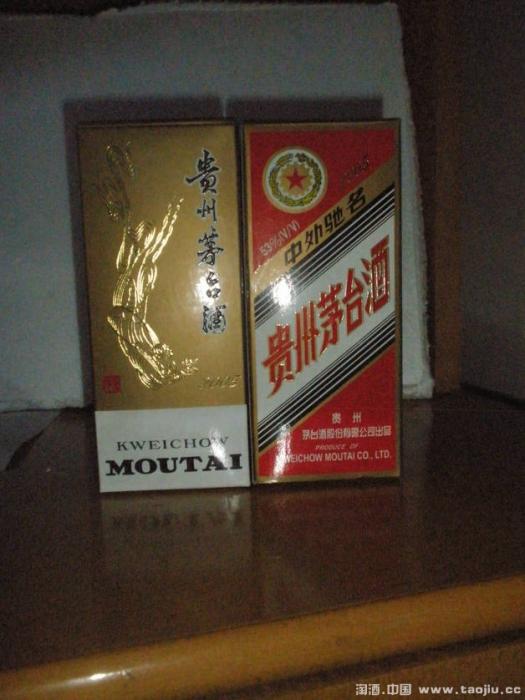 貴州茅台酒
KWEICHOW
MOUTAI
53%(V/V)
中外驰名
贵州茅台酒
贵州
茅台酒股份有限公司出品
PRODUCE OF
KWEICHOW MOUTAI CO., LTD.
淘酒.中国 www.taojiu.cc